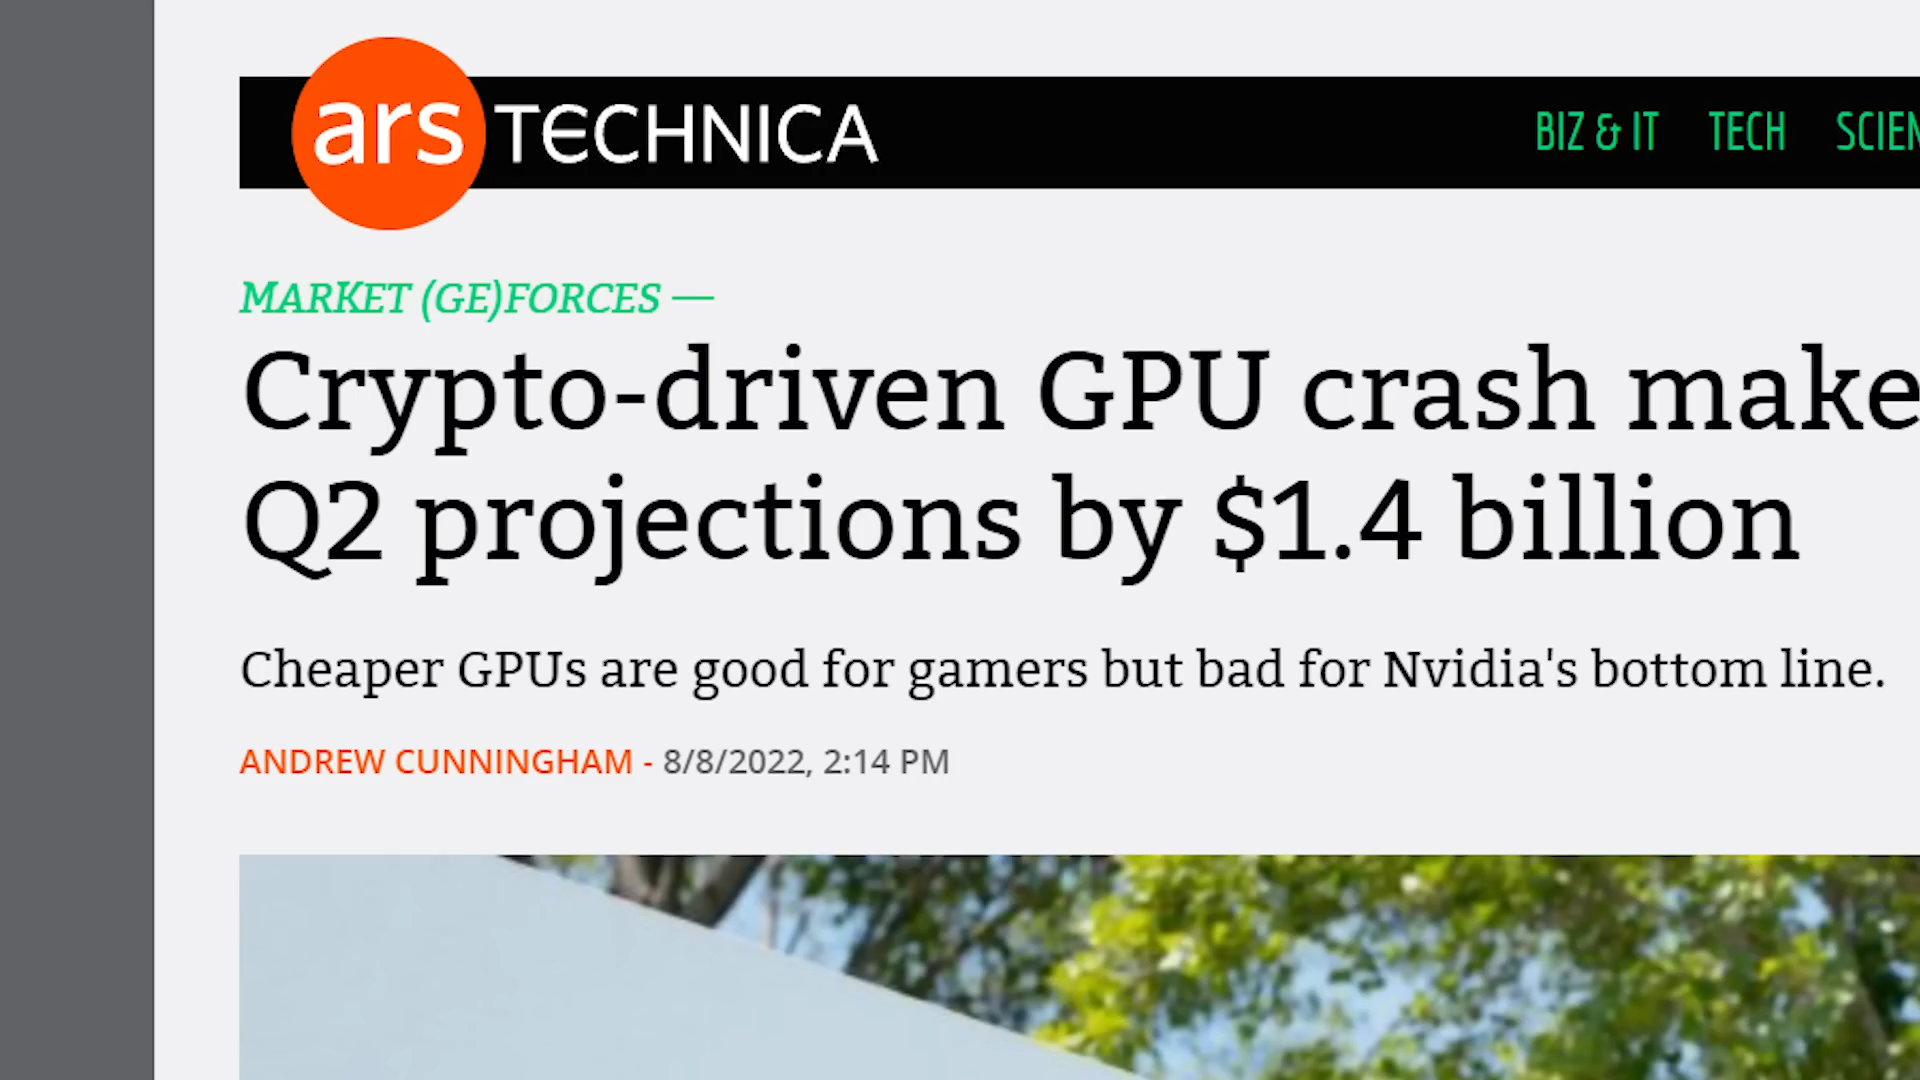 ars TECHNICA
BIZ & IT TECH SCIEN
MARKET (GE)FORCES —
Crypto-driven GPU crash make
Q2 projections by $1.4 billion
Cheaper GPUs are good for gamers but bad for Nvidia's bottom line.
ANDREW CUNNINGHAM - 8/8/2022, 2:14 PM